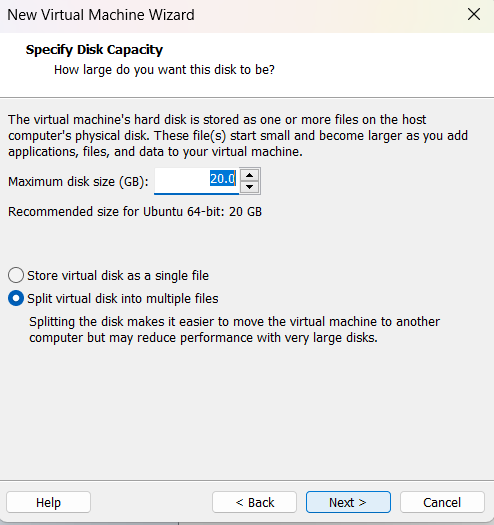 New Virtual Machine Wizard
Specify Disk Capacity
How large do you want this disk to be?
The virtual machine's hard disk is stored as one or more files on the host
computer's physical disk. These file(s) start small and become larger as you add
applications, files, and data to your virtual machine.
Maximum disk size (GB): 20.0
Recommended size for Ubuntu 64-bit: 20 GB
Store virtual disk as a single file
Split virtual disk into multiple files
Splitting the disk makes it easier to move the virtual machine to another
computer but may reduce performance with very large disks.
Help < Back Next > Cancel